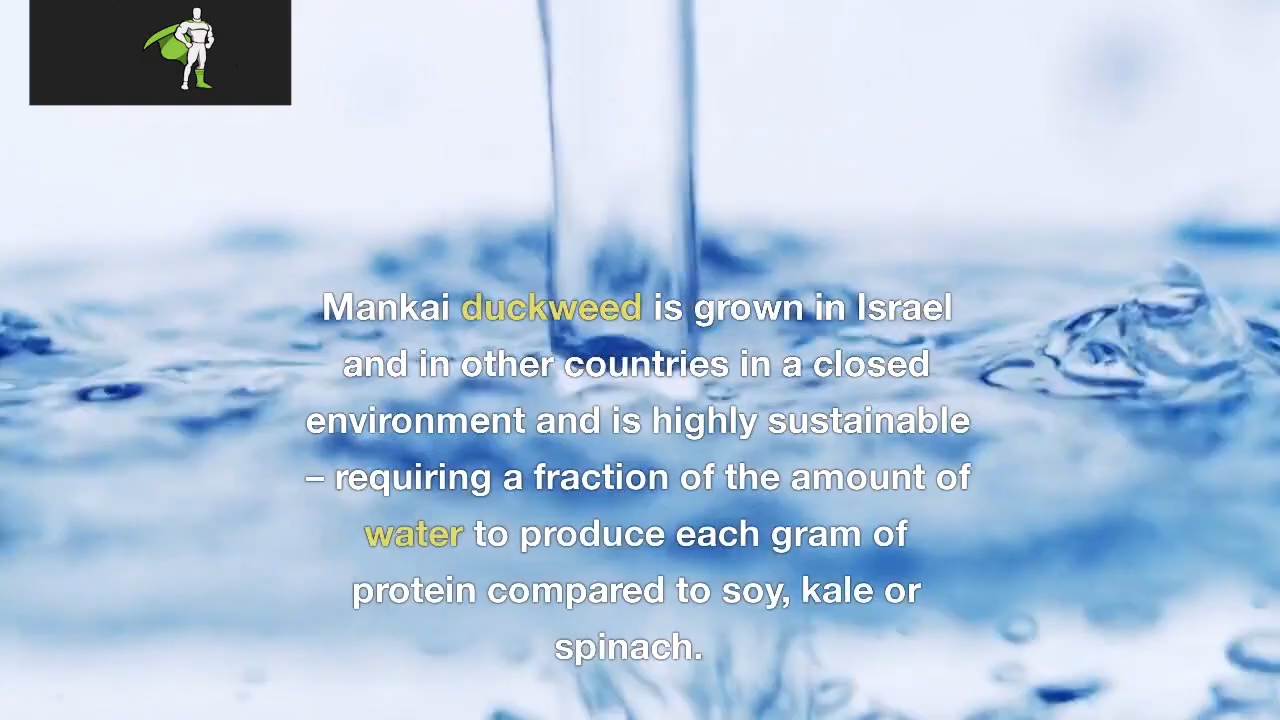 Mankai duckweed is grown in Israel
and in other countries in a closed
environment and is highly sustainable
– requiring a fraction of the amount of
water to produce each gram of
protein compared to soy, kale or
spinach.